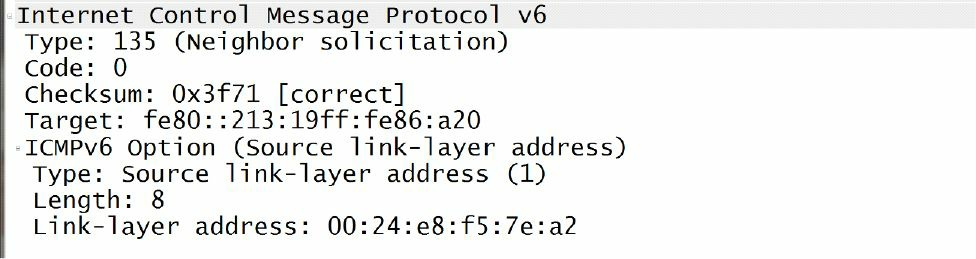 Internet Control Message Protocol v6
Type: 135 (Neighbor solicitation)
Code: 0
Checksum: 0x3f71 [correct]
Target: fe80::213:19ff:fe86:a20
ICMPv6 Option (Source link-layer address)
Type: Source link-layer address (1)
Length: 8
Link-layer address: 00:24:e8:f5:7e:a2